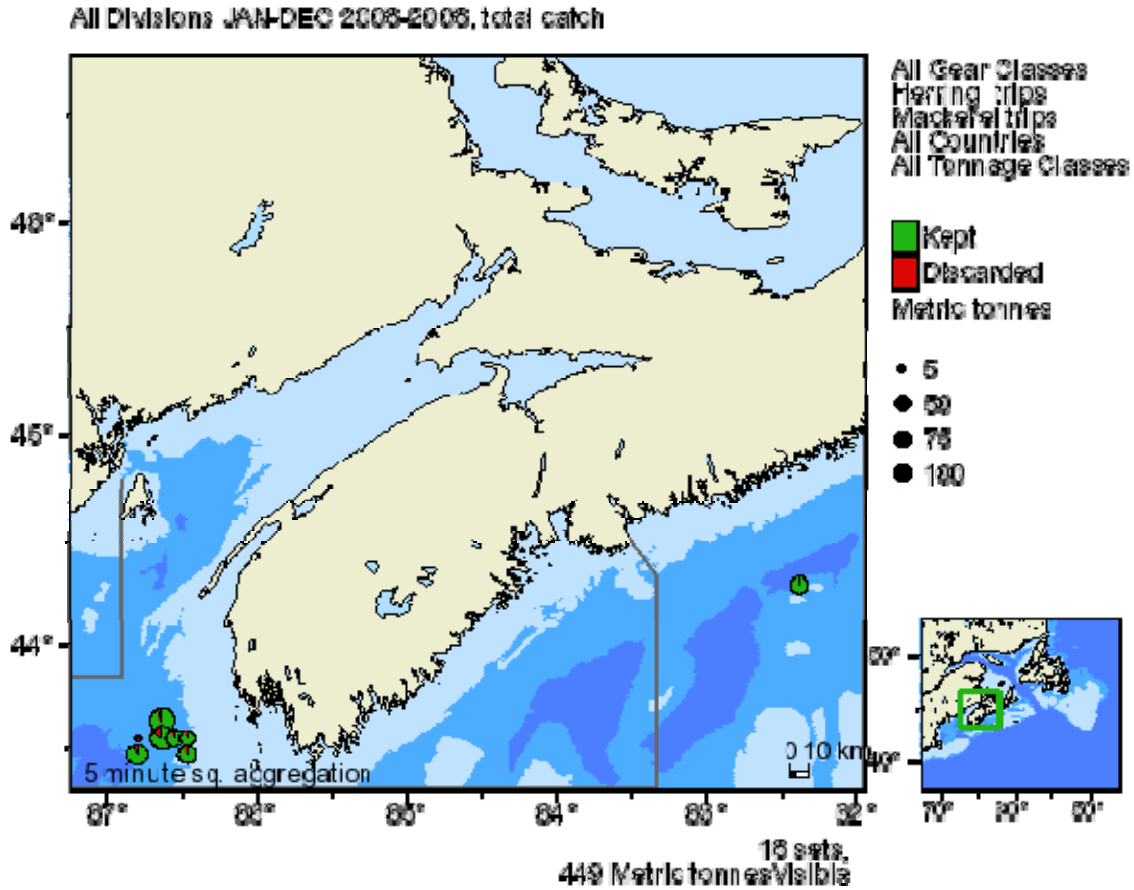 All Divisions JAN-DEC 2006-2006, total catch
All Gear Classes
Herring trips
Mackerel trips
All Countries
All Tonnage Classes
Kept
Discarded
Metric tonnes
5
50
75
100
46°
45°
44°
5 minute sq. aggregation
0 10 km
67°
66°
65°
64°
63°
62°
50°
40°
70°
60°
50°
sets,
449 Metric tonnes Visible